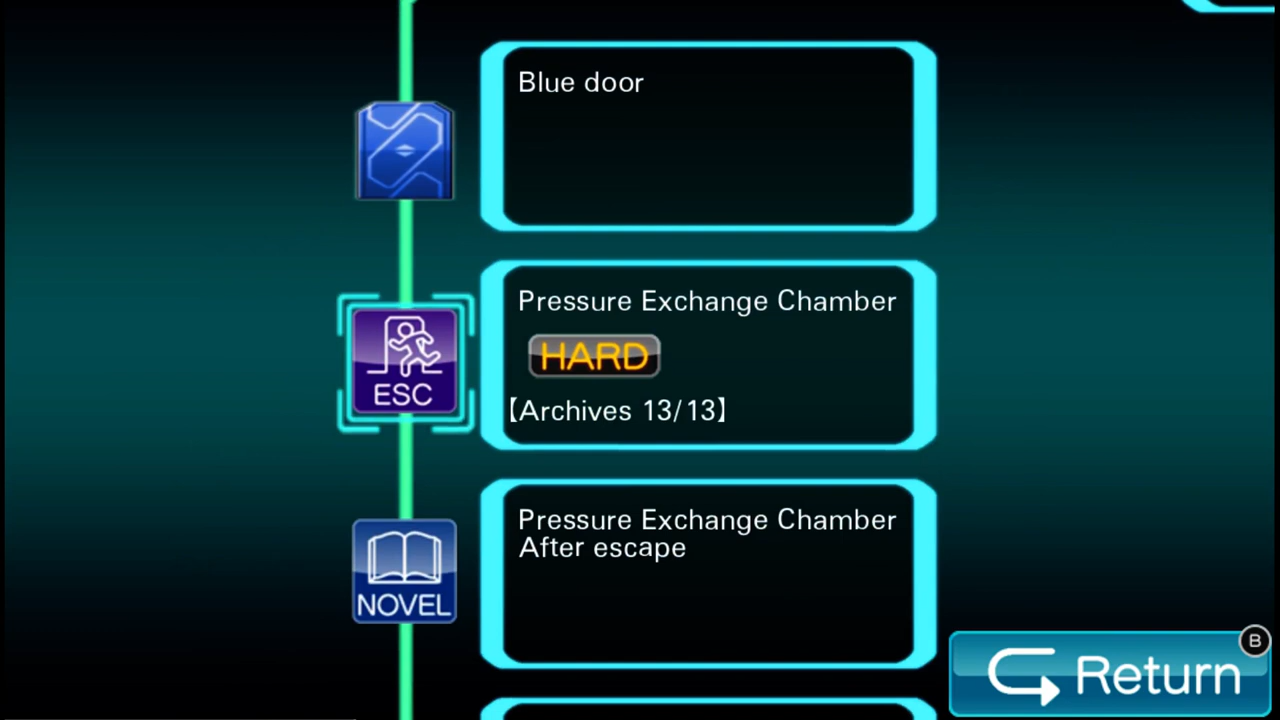 Blue door
Pressure Exchange Chamber
HARD
ESC
【Archives 13/13】
Pressure Exchange Chamber
After escape
NOVEL
B
Return